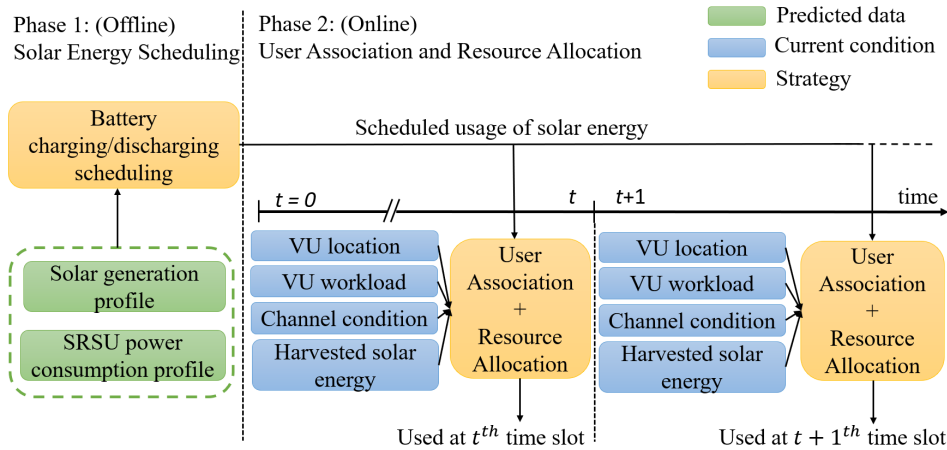 Phase 1: (Offline)
Solar Energy Scheduling
Phase 2: (Online)
User Association and Resource Allocation
Predicted data
Current condition
Strategy
Battery
charging/discharging
scheduling
Scheduled usage of solar energy
t = 0
t
t+1
time
Solar generation
profile
SRSU power
consumption profile
VU location
VU workload
Channel condition
Harvested solar
energy
User
Association
+
Resource
Allocation
VU location
VU workload
Channel condition
Harvested solar
energy
User
Association
+
Resource
Allocation
Used at t^{th} time slot
Used at t + 1^{th} time slot